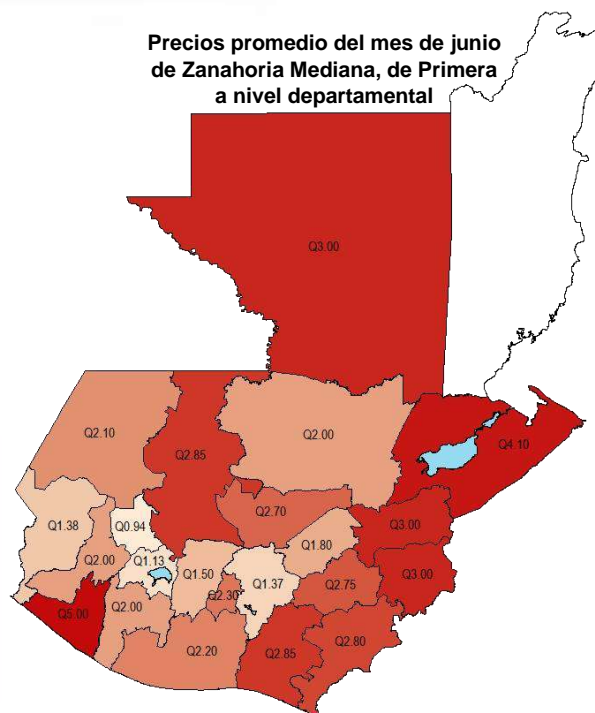 Precios promedio del mes de junio
de Zanahoria Mediana, de Primera
a nivel departamental
Q3.00
Q2.10
Q2.00
Q4.10
Q2.85
Q2.70
Q1.38
Q0.94
Q3.00
Q1.80
Q2.00
Q1.13
Q1.50
Q1.37
Q2.75
Q3.00
Q2.30
Q5.00
Q2.00
Q2.20
Q2.85
Q2.80